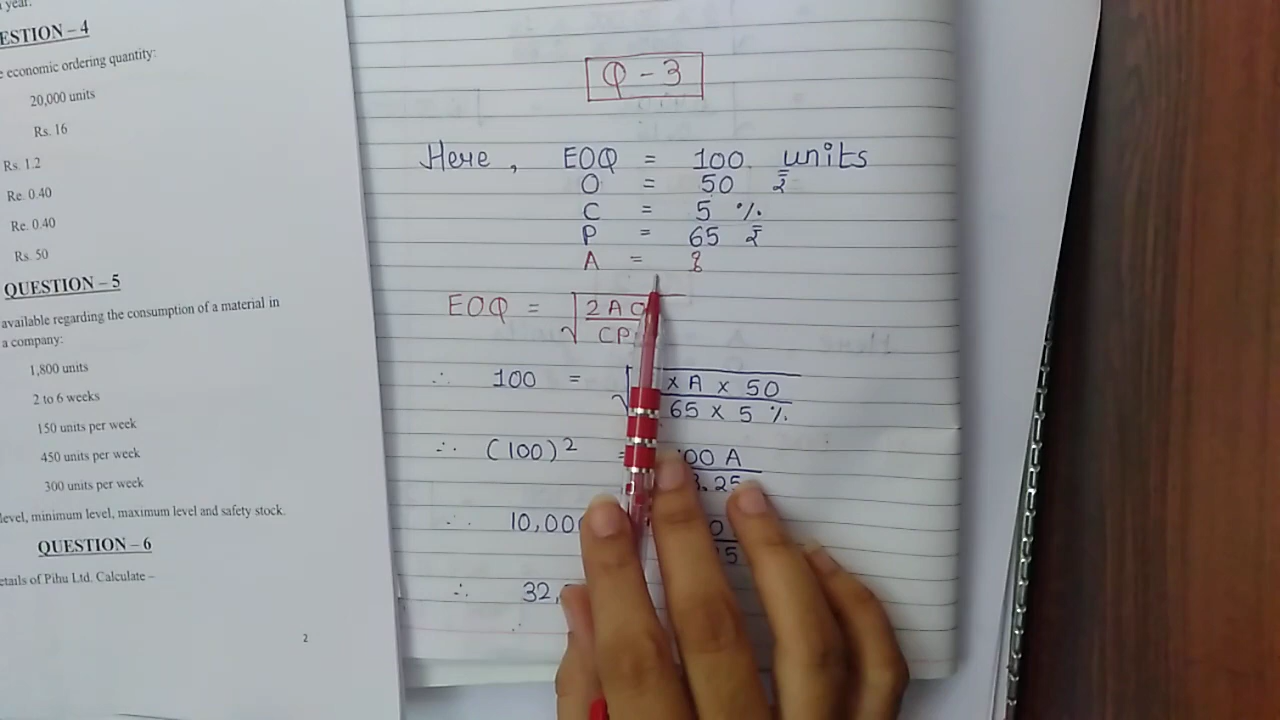 year.
ESTION – 4
e economic ordering quantity:
20,000 units
Rs. 16
Rs. 1.2
Re. 0.40
Re. 0.40
Rs. 50
QUESTION – 5
available regarding the consumption of a material in
a company:
1,800 units
2 to 6 weeks
150 units per week
450 units per week
300 units per week
level, minimum level, maximum level and safety stock.
QUESTION – 6
etails of Pihu Ltd. Calculate –
2
Q - 3
Here, EOQ = 100 units
O = 50 ₹
C = 5 %
P = 65 ₹
A = ?
EOQ = √ 2 A O
CP
∴ 100 = √ x A x 50
65 x 5 %
∴ (100)² = 00 A
3.25
∴ 10,000
∴ 32,